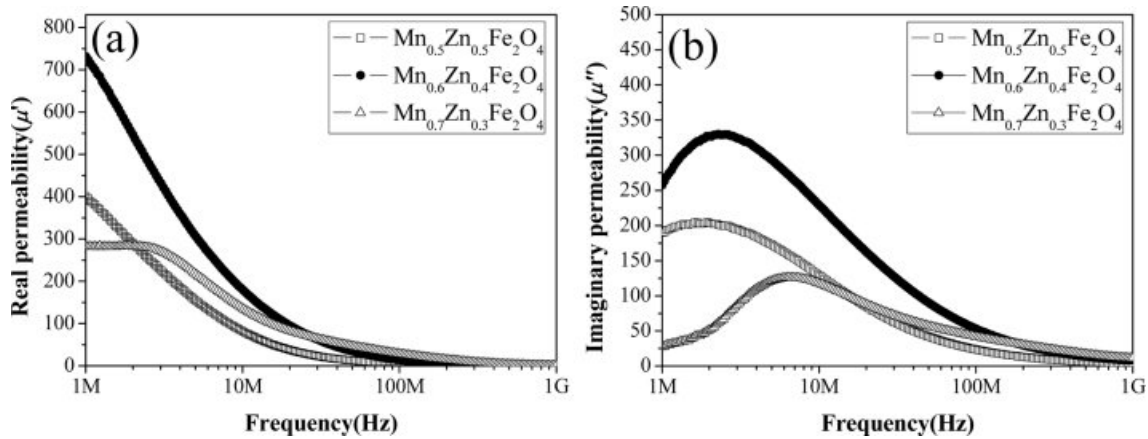 (a)
Mn0.5Zn0.5Fe2O4
Mn0.6Zn0.4Fe2O4
Mn0.7Zn0.3Fe2O4
Real permeability(μ')
800
700
600
500
400
300
200
100
0
1M 10M 100M 1G
Frequency(Hz)
(b)
Mn0.5Zn0.5Fe2O4
Mn0.6Zn0.4Fe2O4
Mn0.7Zn0.3Fe2O4
Imaginary permeability(μ'')
500
450
400
350
300
250
200
150
100
50
0
1M 10M 100M 1G
Frequency(Hz)